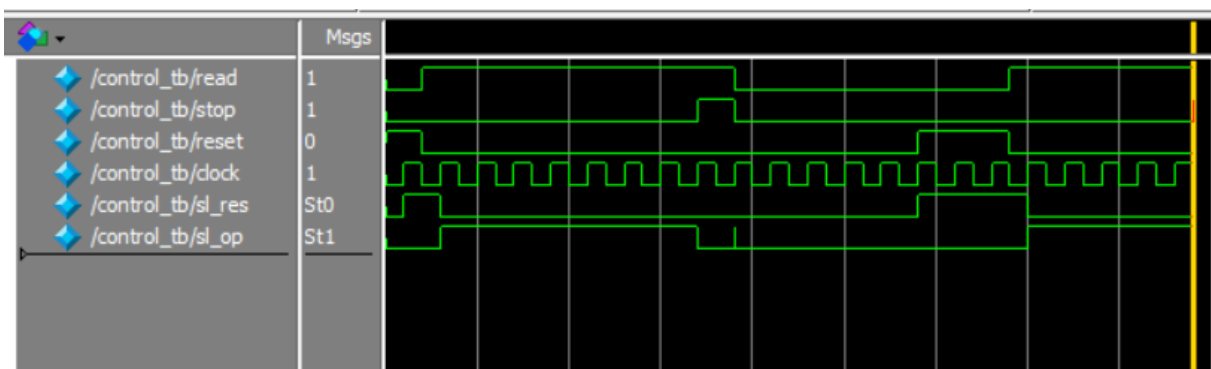 Msgs
/control_tb/read 1
/control_tb/stop 1
/control_tb/reset 0
/control_tb/clock 1
/control_tb/sl_res St0
/control_tb/sl_op St1